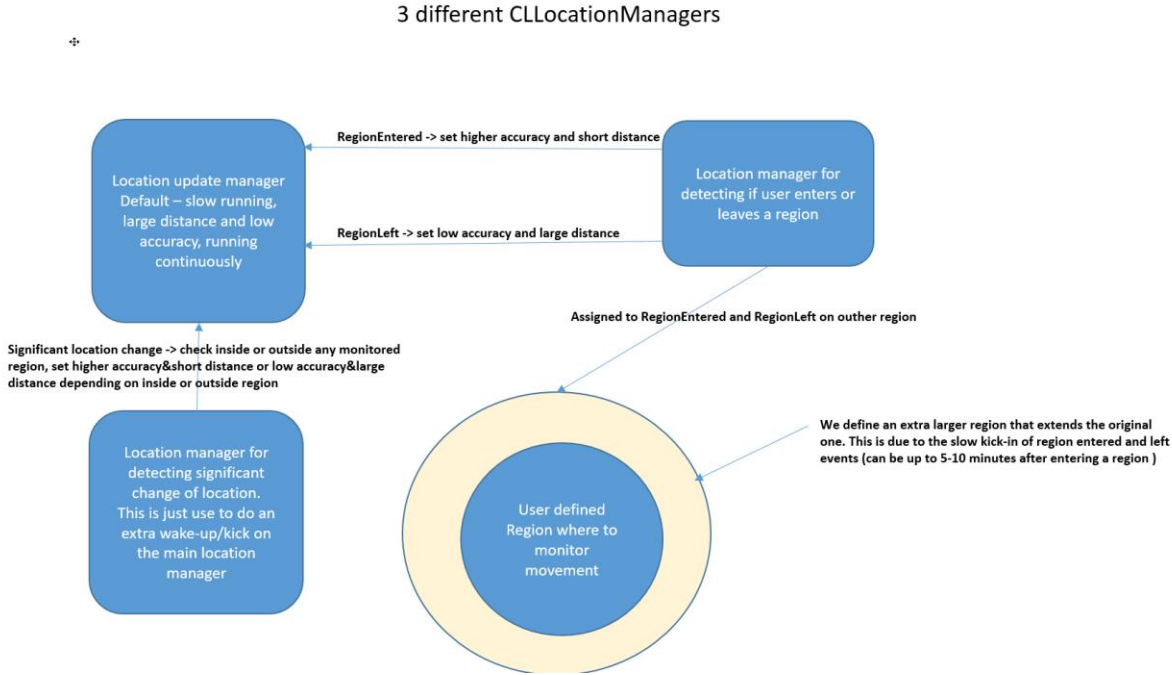 3 different CLLocationManagers
RegionEntered -> set higher accuracy and short distance
Location update manager
Default – slow running,
large distance and low
accuracy, running
continuously
Location manager for
detecting if user enters or
leaves a region
RegionLeft -> set low accuracy and large distance
Assigned to RegionEntered and RegionLeft on outher region
Significant location change -> check inside or outside any monitored
region, set higher accuracy&short distance or low accuracy&large
distance depending on inside or outside region
Location manager for
detecting significant
change of location.
This is just use to do an
extra wake-up/kick on
the main location
manager
We define an extra larger region that extends the original
one. This is due to the slow kick-in of region entered and left
events (can be up to 5-10 minutes after entering a region )
User defined
Region where to
monitor
movement